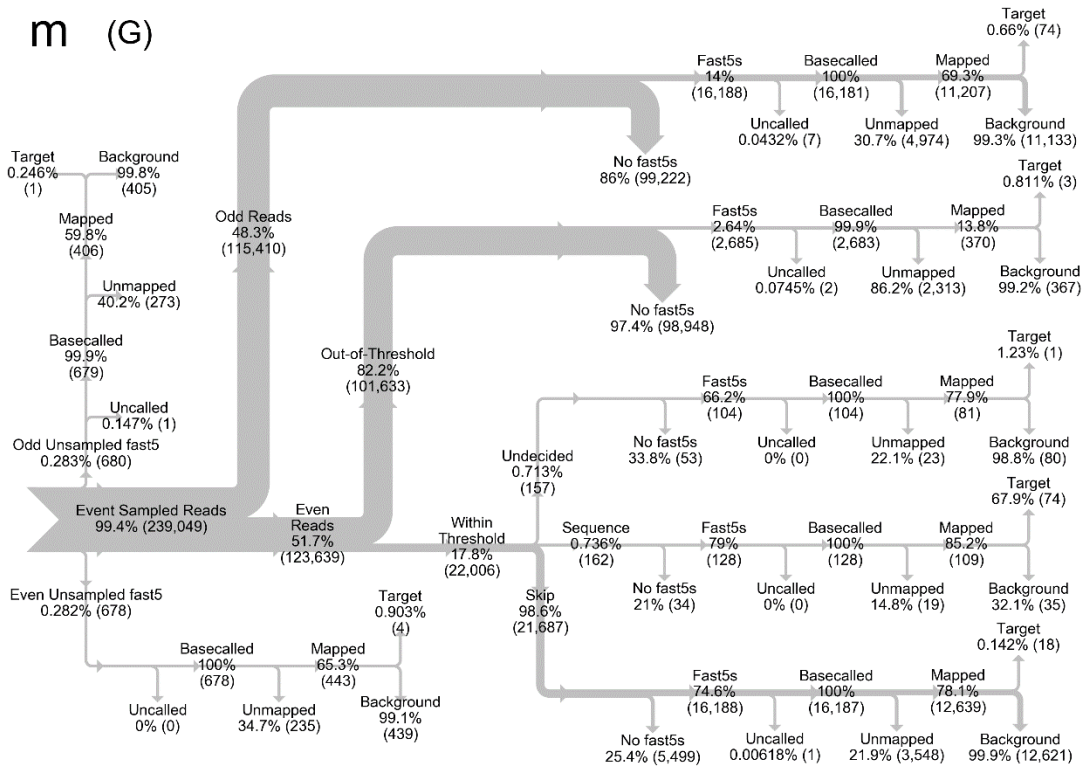 m (G)
Target
0.66% (74)
Fast5s
14%
(16,188)
Basecalled
100%
(16,181)
Mapped
69.3%
(11,207)
Uncalled
0.0432% (7)
Unmapped
30.7% (4,974)
Background
99.3% (11,133)
No fast5s
86% (99,222)
Target
0.246%
(1)
Background
99.8%
(405)
Mapped
59.8%
(406)
Unmapped
40.2% (273)
Basecalled
99.9%
(679)
Uncalled
0.147% (1)
Odd Unsampled fast5
0.283% (680)
Odd Reads
48.3%
(115,410)
Target
0.811% (3)
Fast5s
2.64%
(2,685)
Basecalled
99.9%
(2,683)
Mapped
13.8%
(370)
Uncalled
0.0745% (2)
Unmapped
86.2% (2,313)
Background
99.2% (367)
No fast5s
97.4% (98,948)
Out-of-Threshold
82.2%
(101,633)
Target
1.23% (1)
Fast5s
66.2%
(104)
Basecalled
100%
(104)
Mapped
77.9%
(81)
No fast5s
33.8% (53)
Uncalled
0% (0)
Unmapped
22.1% (23)
Background
98.8% (80)
Undecided
0.713%
(157)
Event Sampled Reads
99.4% (239,049)
Even
Reads
51.7%
(123,639)
Within
Threshold
17.8%
(22,006)
Target
67.9% (74)
Sequence
0.736%
(162)
Fast5s
79%
(128)
Basecalled
100%
(128)
Mapped
85.2%
(109)
No fast5s
21% (34)
Uncalled
0% (0)
Unmapped
14.8% (19)
Background
32.1% (35)
Even Unsampled fast5
0.282% (678)
Target
0.903%
(4)
Basecalled
100%
(678)
Mapped
65.3%
(443)
Uncalled
0% (0)
Unmapped
34.7% (235)
Background
99.1%
(439)
Skip
98.6%
(21,687)
Target
0.142% (18)
Fast5s
74.6%
(16,188)
Basecalled
100%
(16,187)
Mapped
78.1%
(12,639)
No fast5s
25.4% (5,499)
Uncalled
0.00618% (1)
Unmapped
21.9% (3,548)
Background
99.9% (12,621)